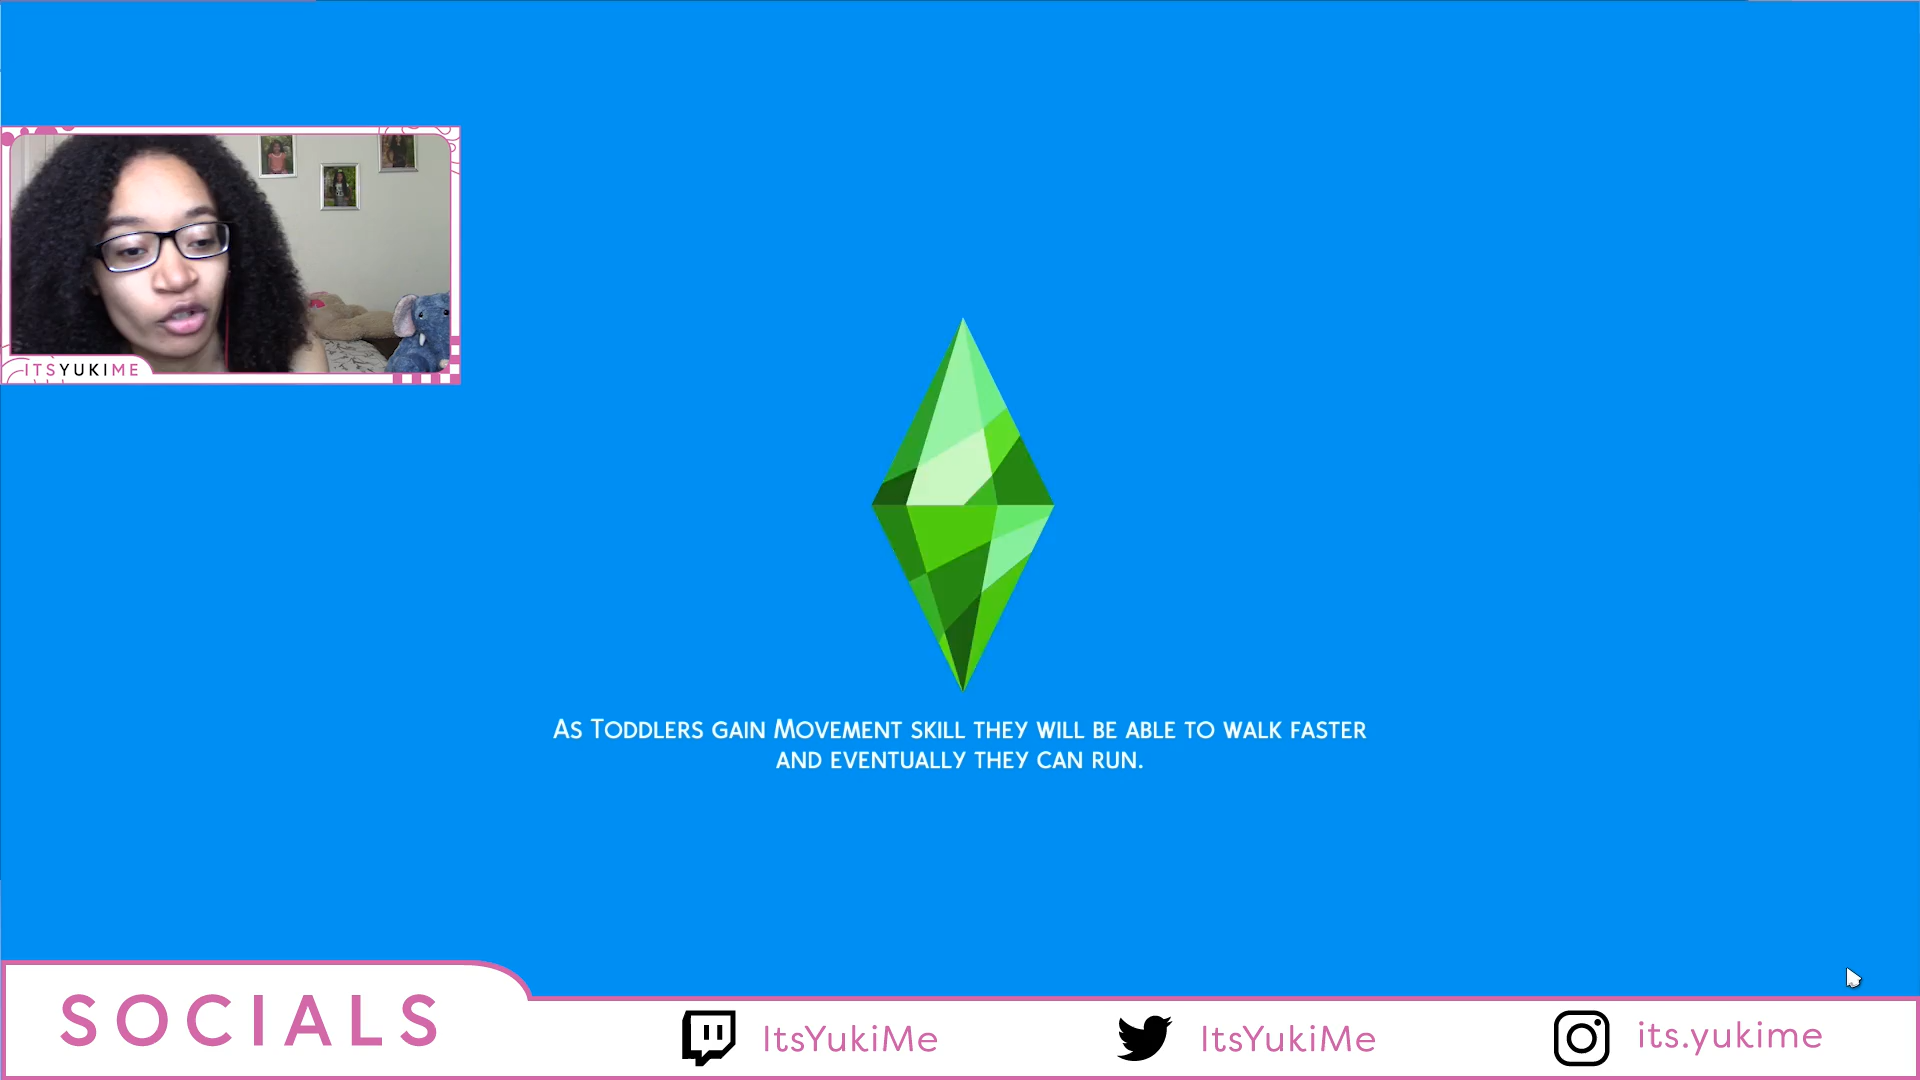 ITSYUKIME
AS TODDLERS GAIN MOVEMENT SKILL THEY WILL BE ABLE TO WALK FASTER
AND EVENTUALLY THEY CAN RUN.
SOCIALS
ItsYukiMe
ItsYukiMe
its.yukime